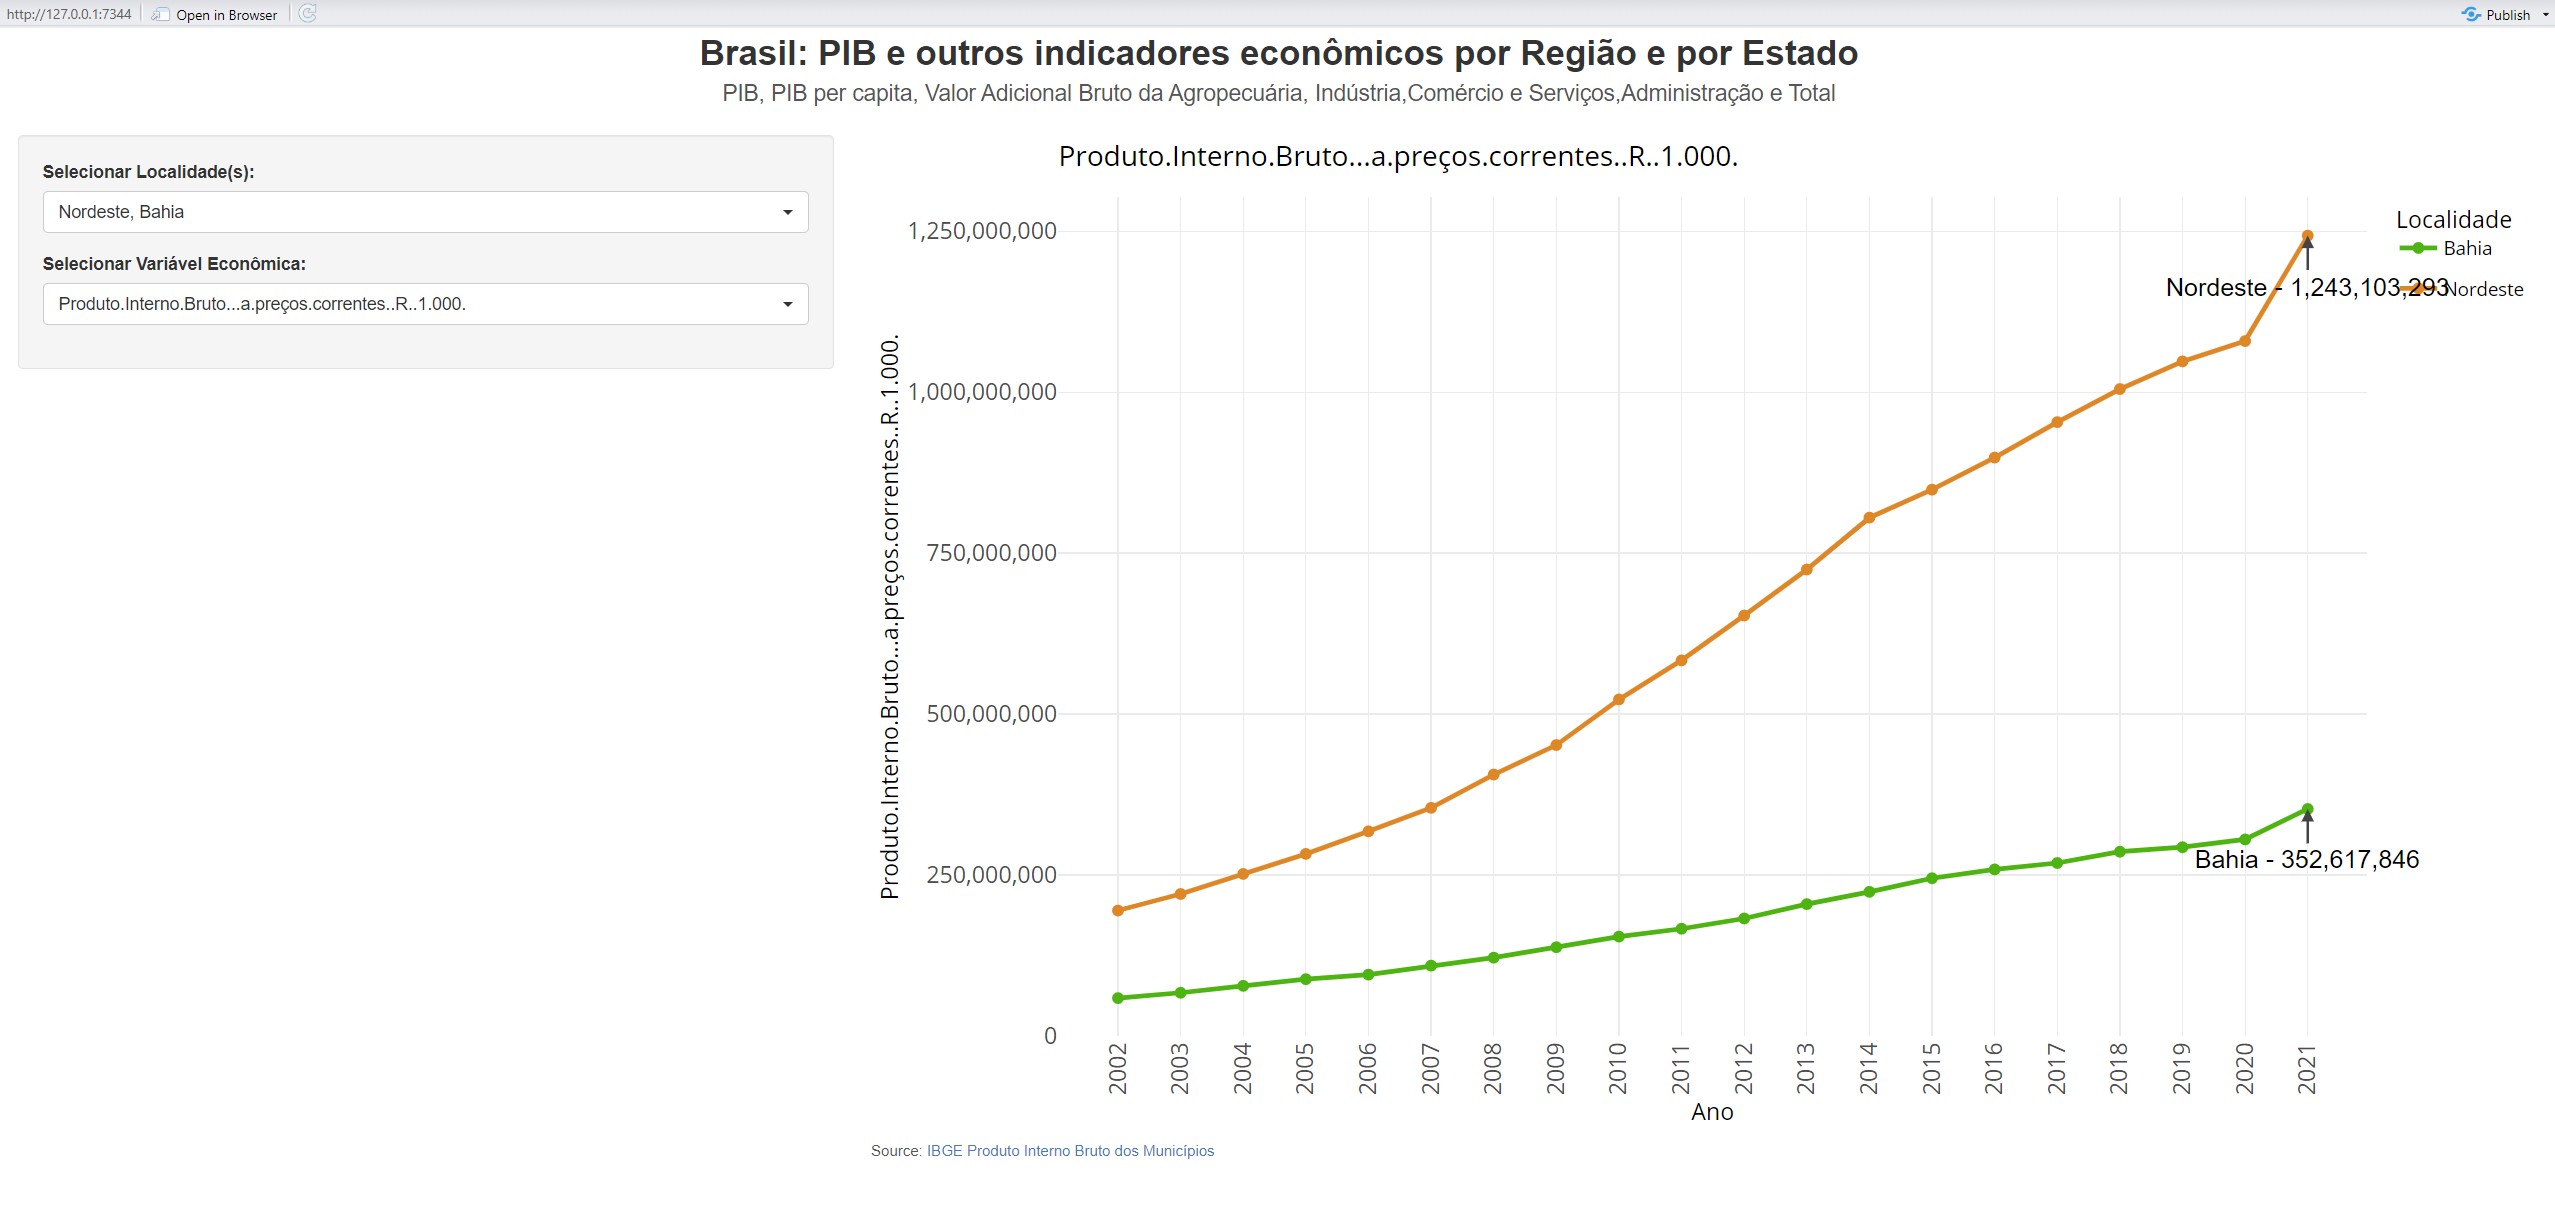 http://127.0.0.1:7344 Open in Browser Publish
Brasil: PIB e outros indicadores econômicos por Região e por Estado
PIB, PIB per capita, Valor Adicional Bruto da Agropecuária, Indústria,Comércio e Serviços,Administração e Total
Selecionar Localidade(s):
Nordeste, Bahia
Selecionar Variável Econômica:
Produto.Interno.Bruto...a.preços.correntes..R..1.000.
Produto.Interno.Bruto...a.preços.correntes..R..1.000.
Produto.Interno.Bruto...a.preços.correntes..R..1.000.
1,250,000,000
1,000,000,000
750,000,000
500,000,000
250,000,000
0
Localidade
Bahia
Nordeste
Nordeste - 1,243,103,293
Bahia - 352,617,846
2002
2003
2004
2005
2006
2007
2008
2009
2010
2011
2012
2013
2014
2015
2016
2017
2018
2019
2020
2021
Ano
Source: IBGE Produto Interno Bruto dos Municípios